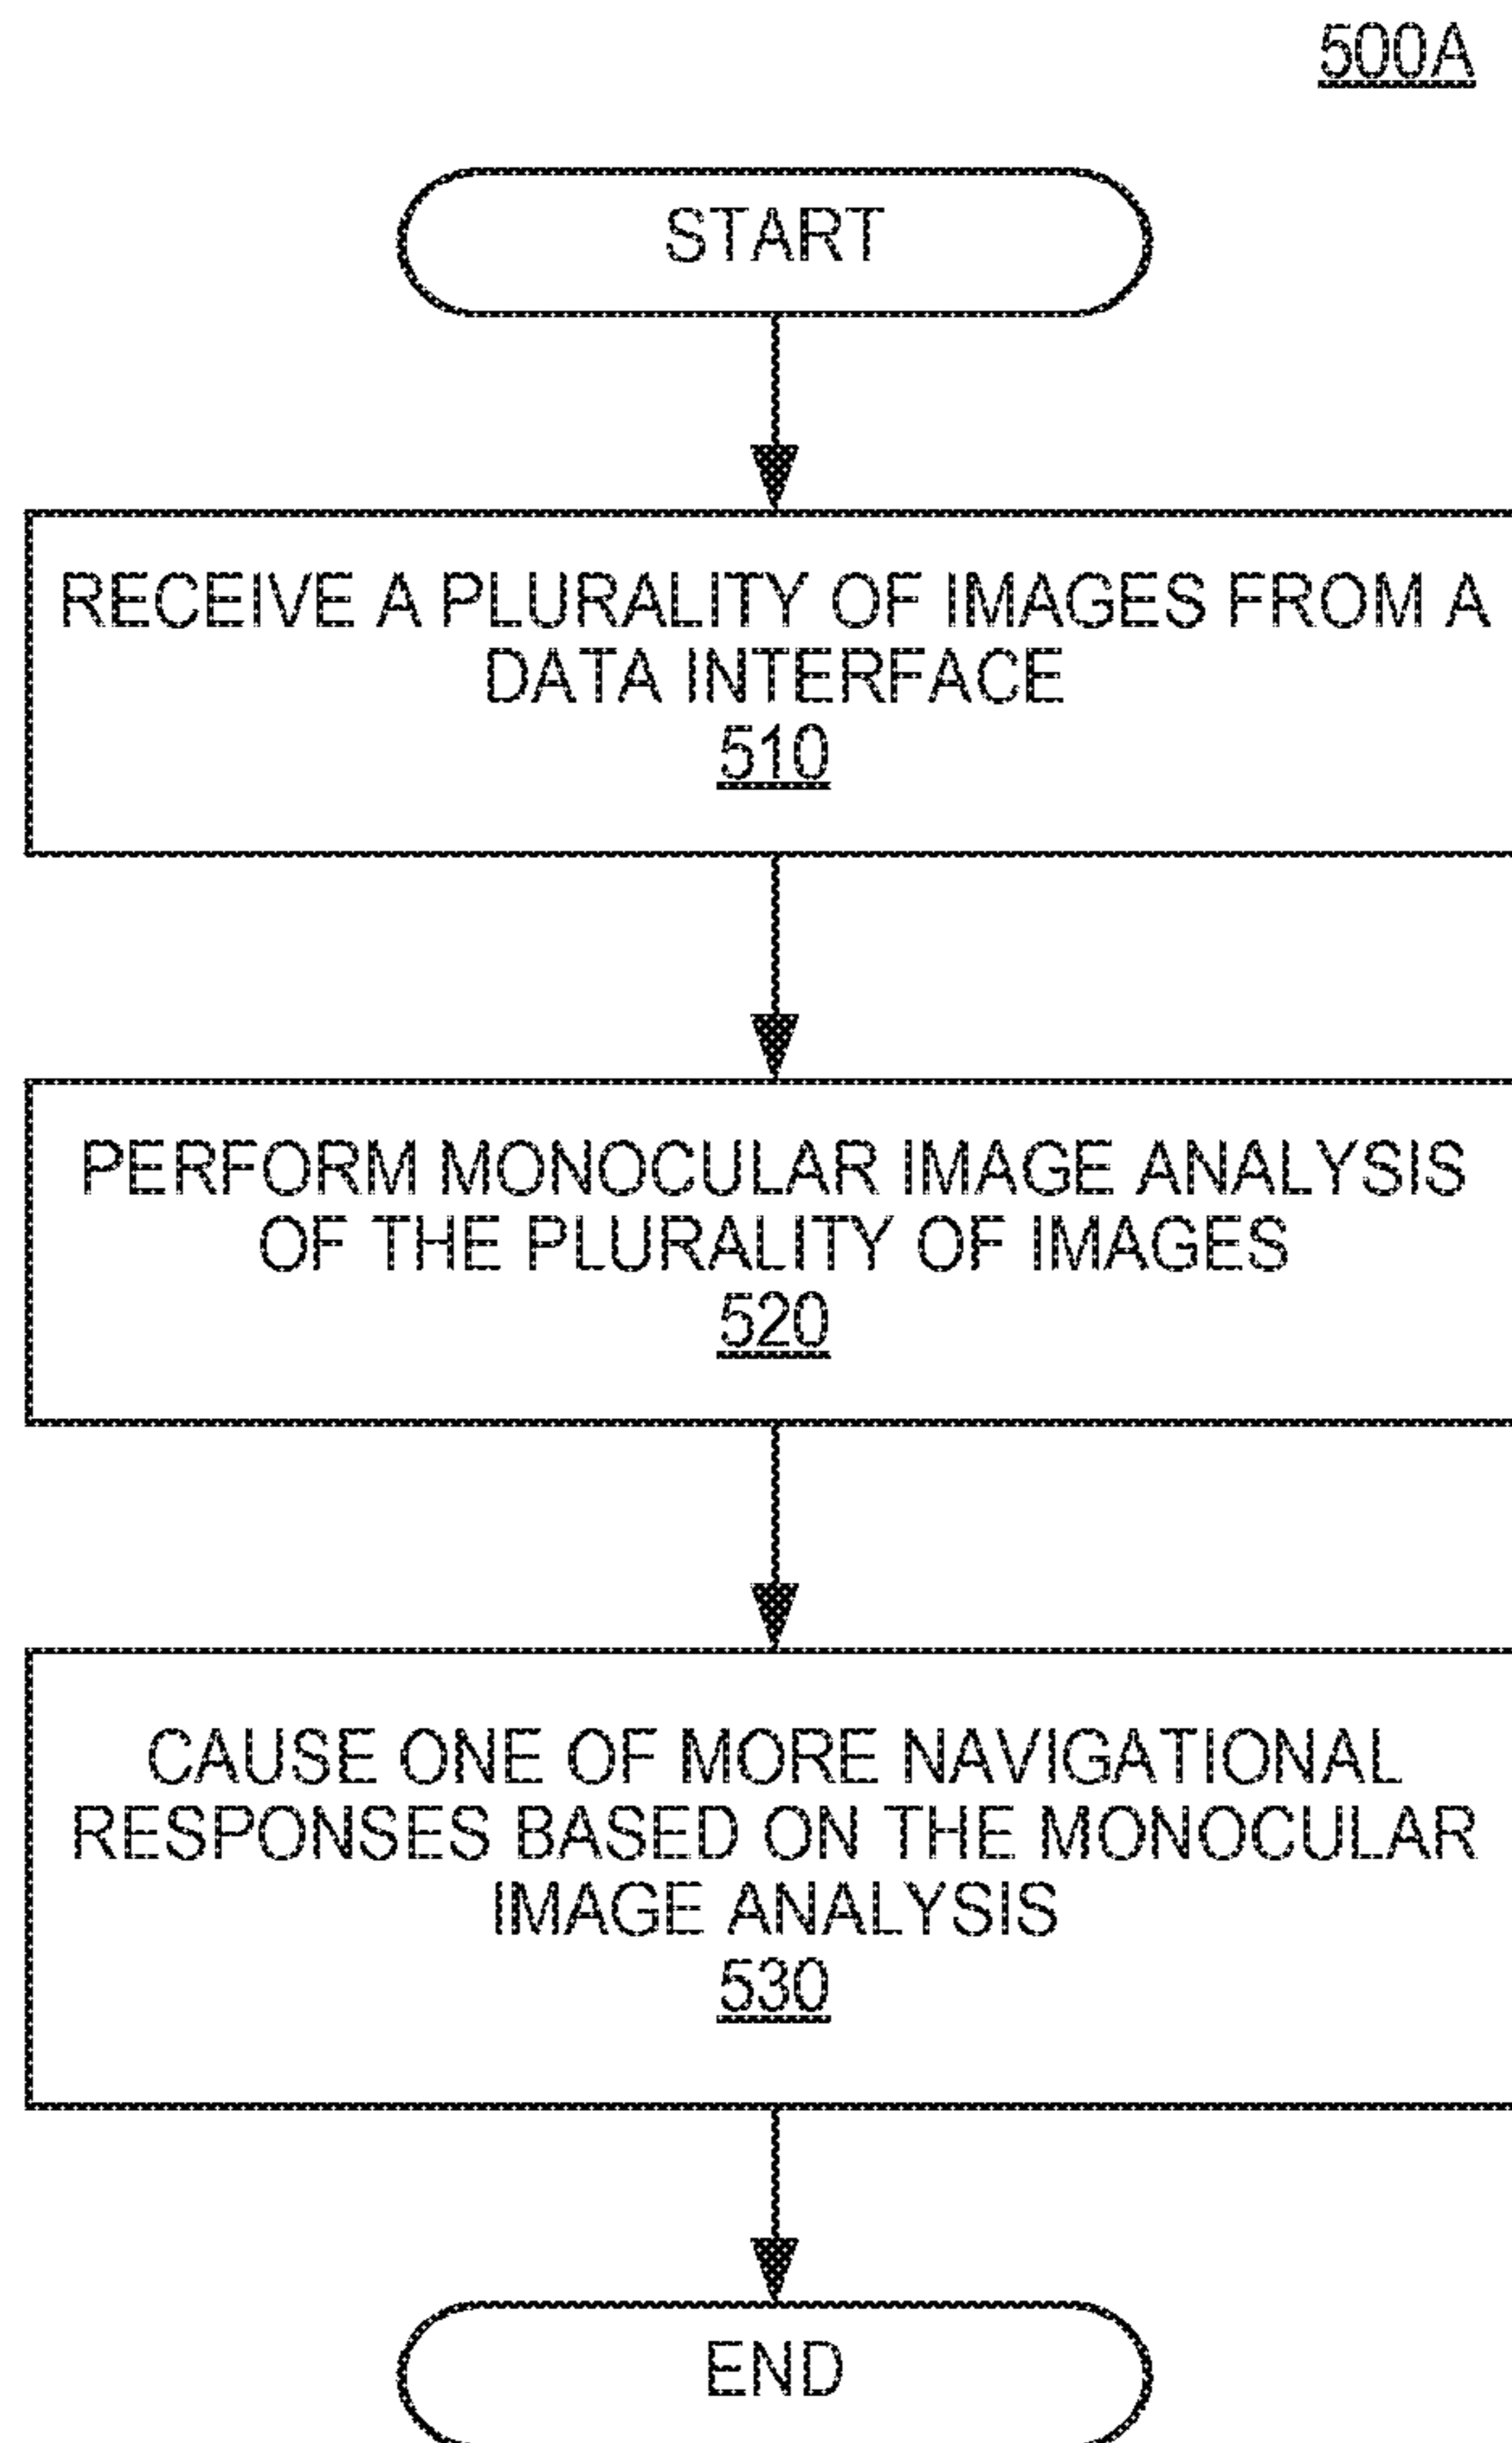 500A
START
RECEIVE A PLURALITY OF IMAGES FROM A
DATA INTERFACE
510
PERFORM MONOCULAR IMAGE ANALYSIS
OF THE PLURALITY OF IMAGES
520
CAUSE ONE OF MORE NAVIGATIONAL
RESPONSES BASED ON THE MONOCULAR
IMAGE ANALYSIS
530
END